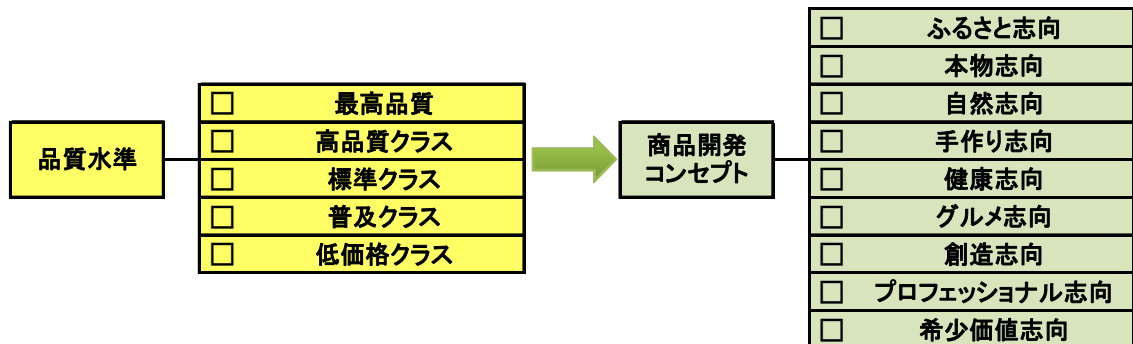 品質水準
□ 最高品質
□ 高品質クラス
□ 標準クラス
□ 普及クラス
□ 低価格クラス
商品開発
コンセプト
□ ふるさと志向
□ 本物志向
□ 自然志向
□ 手作り志向
□ 健康志向
□ グルメ志向
□ 創造志向
□ プロフェッショナル志向
□ 希少価値志向